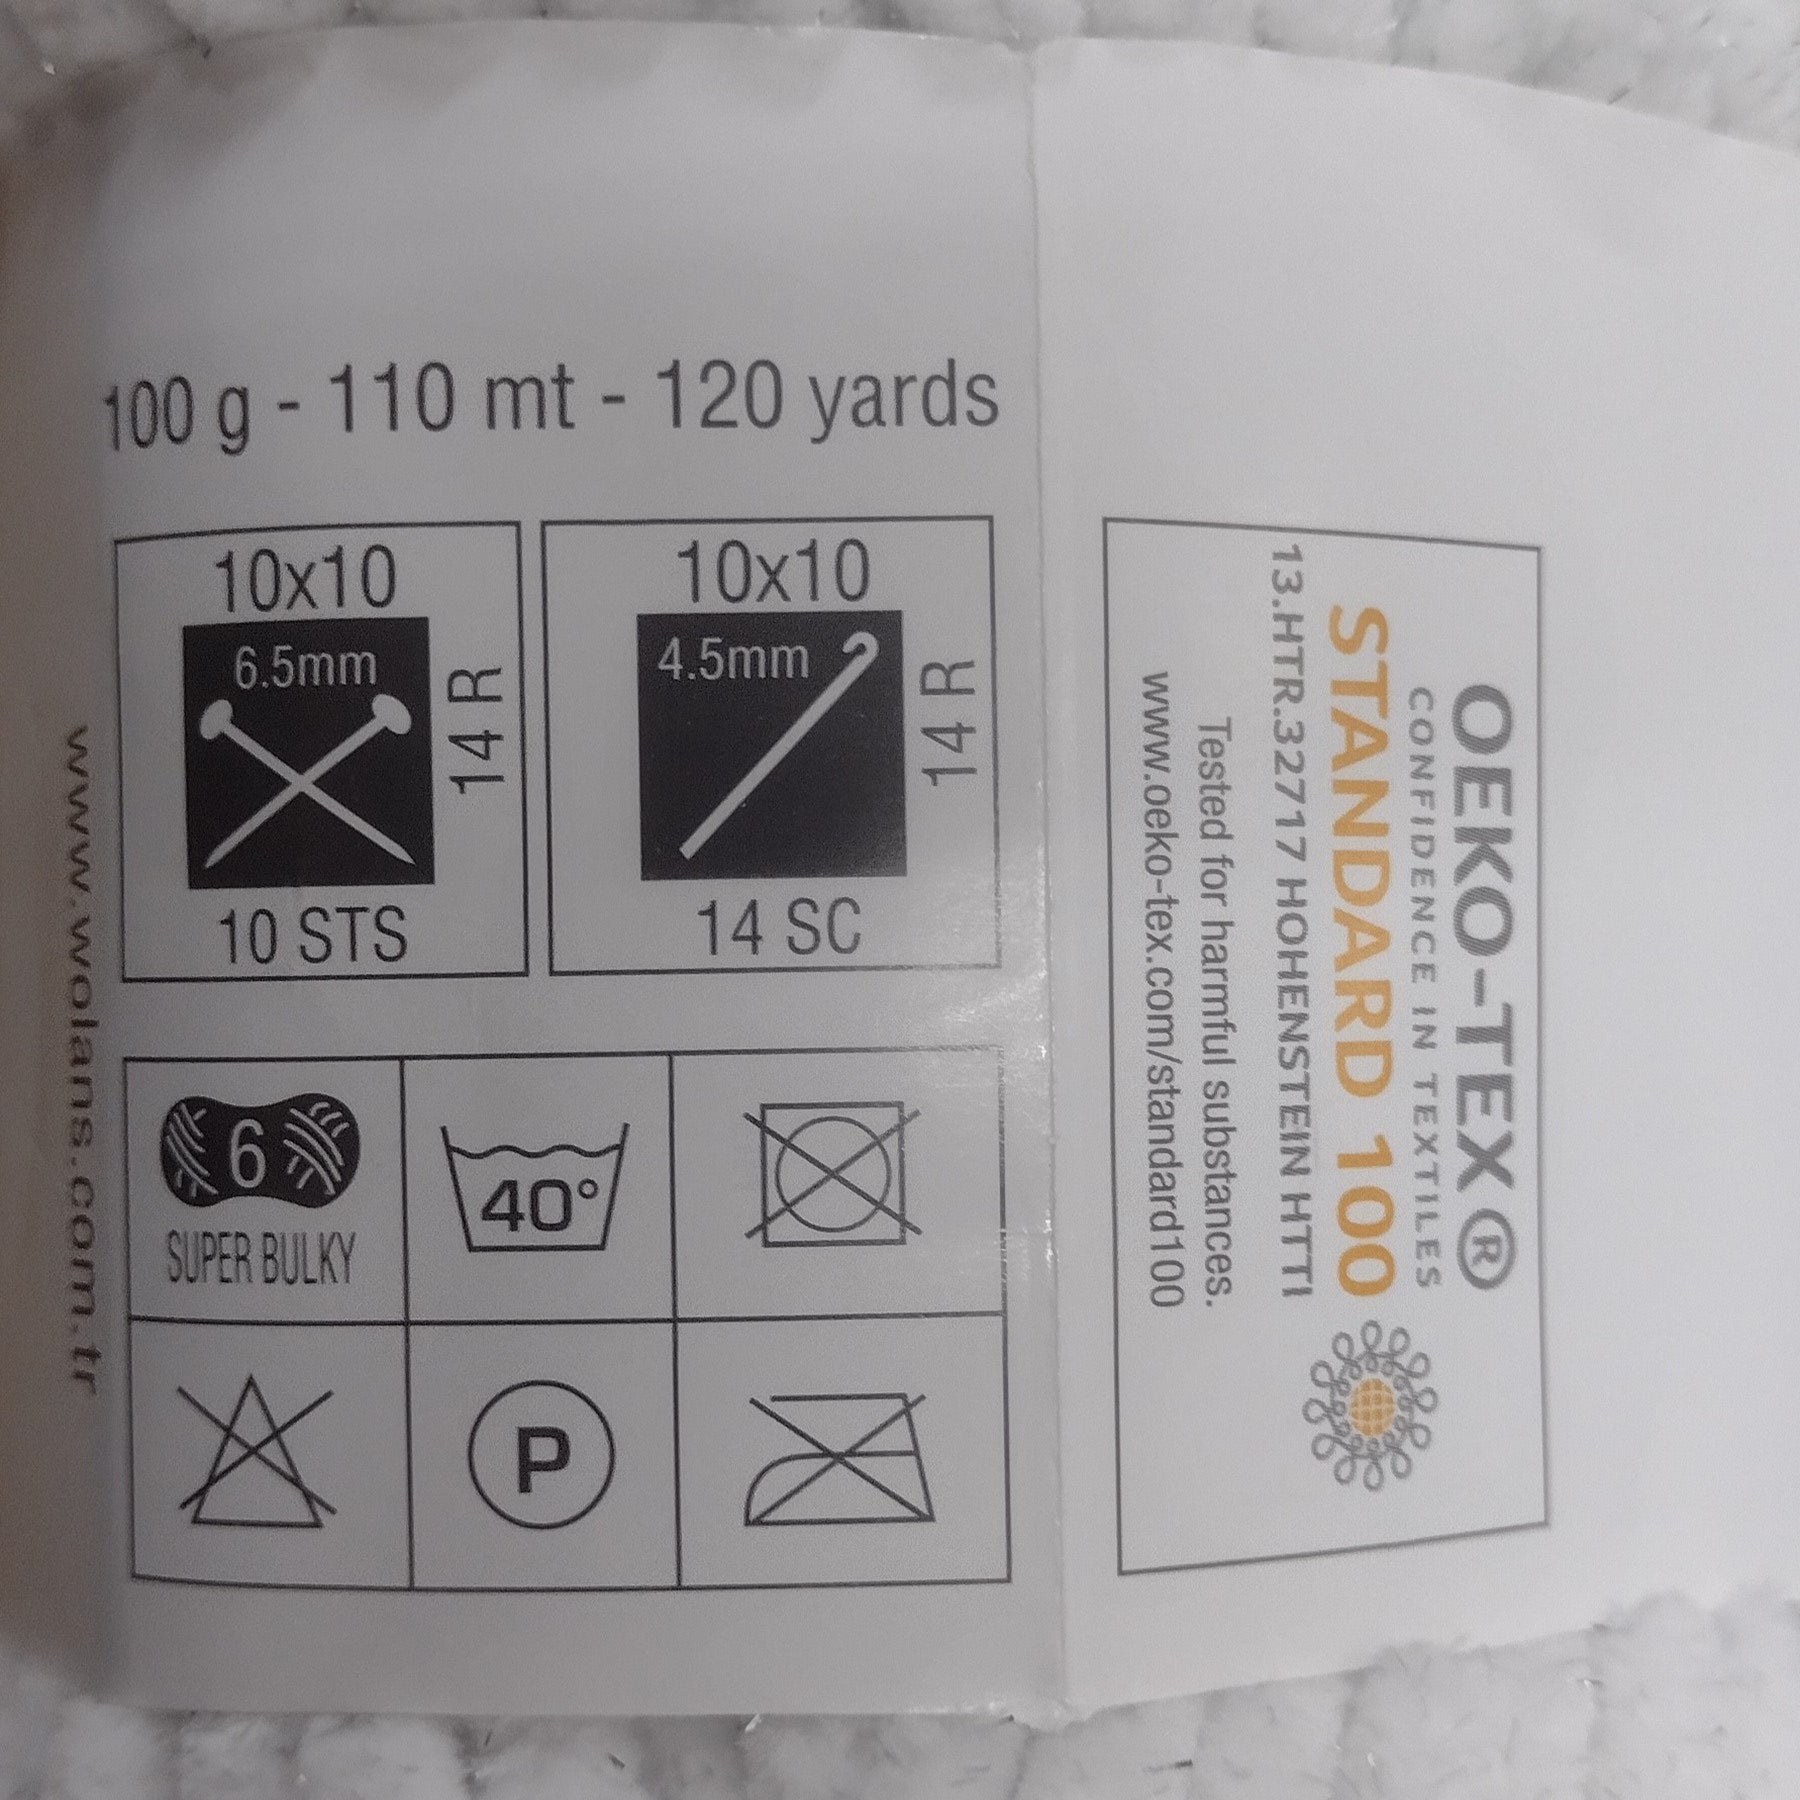 100 g - 110 mt - 120 yards
10x10
6.5mm
14 R
10 STS
10x10
4.5mm
14 R
14 SC
6
SUPER BULKY
40°
P
www.wolans.com.tr
OEKO-TEX®
CONFIDENCE IN TEXTILES
STANDARD 100
13.HTR.32717 HOHENSTEIN HTTI
Tested for harmful substances.
www.oeko-tex.com/standard100